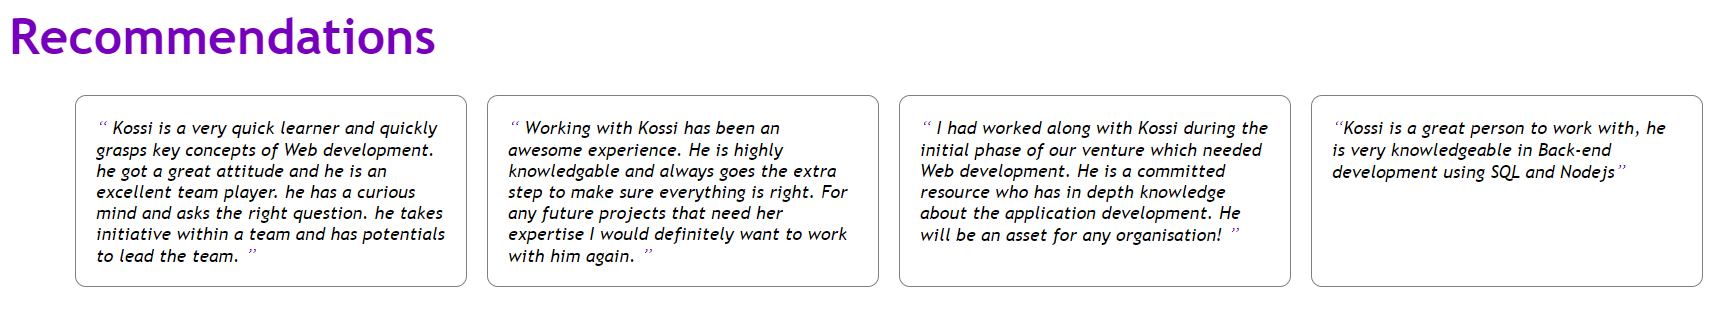 Recommendations
“ Kossi is a very quick learner and quickly
grasps key concepts of Web development.
he got a great attitude and he is an
excellent team player. he has a curious
mind and asks the right question. he takes
initiative within a team and has potentials
to lead the team. ”
“ Working with Kossi has been an
awesome experience. He is highly
knowledgable and always goes the extra
step to make sure everything is right. For
any future projects that need her
expertise I would definitely want to work
with him again. ”
“ I had worked along with Kossi during the
initial phase of our venture which needed
Web development. He is a committed
resource who has in depth knowledge
about the application development. He
will be an asset for any organisation! ”
“Kossi is a great person to work with, he
is very knowledgeable in Back-end
development using SQL and Nodejs”